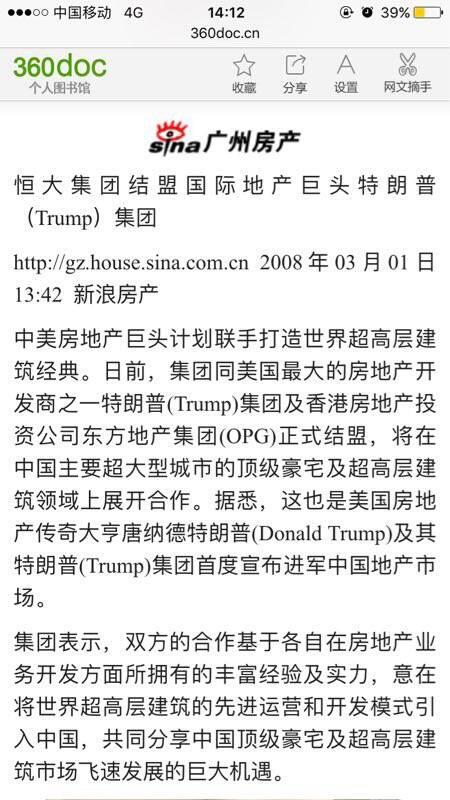 中国移动 4G 14:12 39%
360doc.cn
360doc
个人图书馆
收藏 分享 设置 网文摘手
sina广州房产
恒大集团结盟国际地产巨头特朗普
（Trump）集团
http://gz.house.sina.com.cn 2008年03月01日
13:42 新浪房产
中美房地产巨头计划联手打造世界超高层建
筑经典。日前，集团同美国最大的房地产开
发商之一特朗普(Trump)集团及香港房地产投
资公司东方地产集团(OPG)正式结盟，将在
中国主要超大型城市的顶级豪宅及超高层建
筑领域上展开合作。据悉，这也是美国房地
产传奇大亨唐纳德特朗普(Donald Trump)及其
特朗普(Trump)集团首度宣布进军中国地产市
场。
集团表示，双方的合作基于各自在房地产业
务开发方面所拥有的丰富经验及实力，意在
将世界超高层建筑的先进运营和开发模式引
入中国，共同分享中国顶级豪宅及超高层建
筑市场飞速发展的巨大机遇。